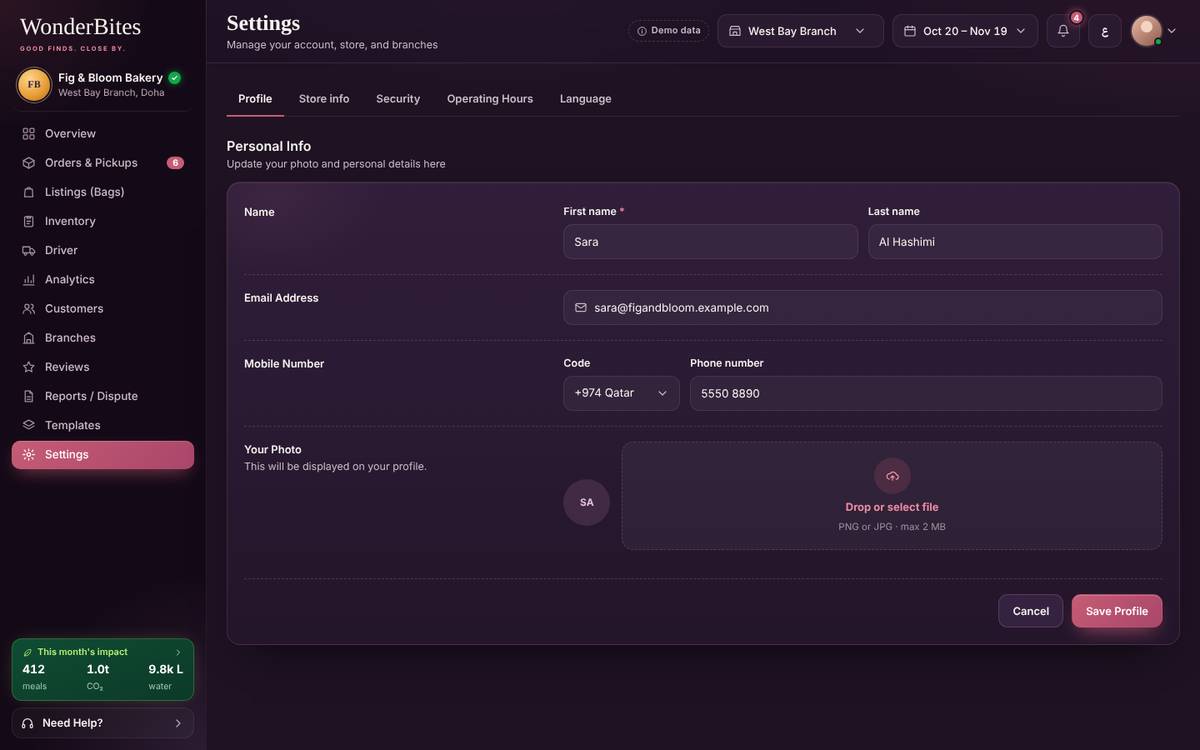 WonderBites
GOOD FINDS. CLOSE BY.
FB
Fig & Bloom Bakery
West Bay Branch, Doha
Overview
Orders & Pickups 6
Listings (Bags)
Inventory
Driver
Analytics
Customers
Branches
Reviews
Reports / Dispute
Templates
Settings
This month's impact
412 1.0t 9.8k L
meals CO₂ water
Need Help?
Settings
Manage your account, store, and branches
Demo data
West Bay Branch
Oct 20 – Nov 19
4
ع
Profile Store info Security Operating Hours Language
Personal Info
Update your photo and personal details here
Name
First name * Last name
Sara Al Hashimi
Email Address
sara@figandbloom.example.com
Mobile Number
Code Phone number
+974 Qatar 5550 8890
Your Photo
This will be displayed on your profile.
SA
Drop or select file
PNG or JPG · max 2 MB
Cancel Save Profile